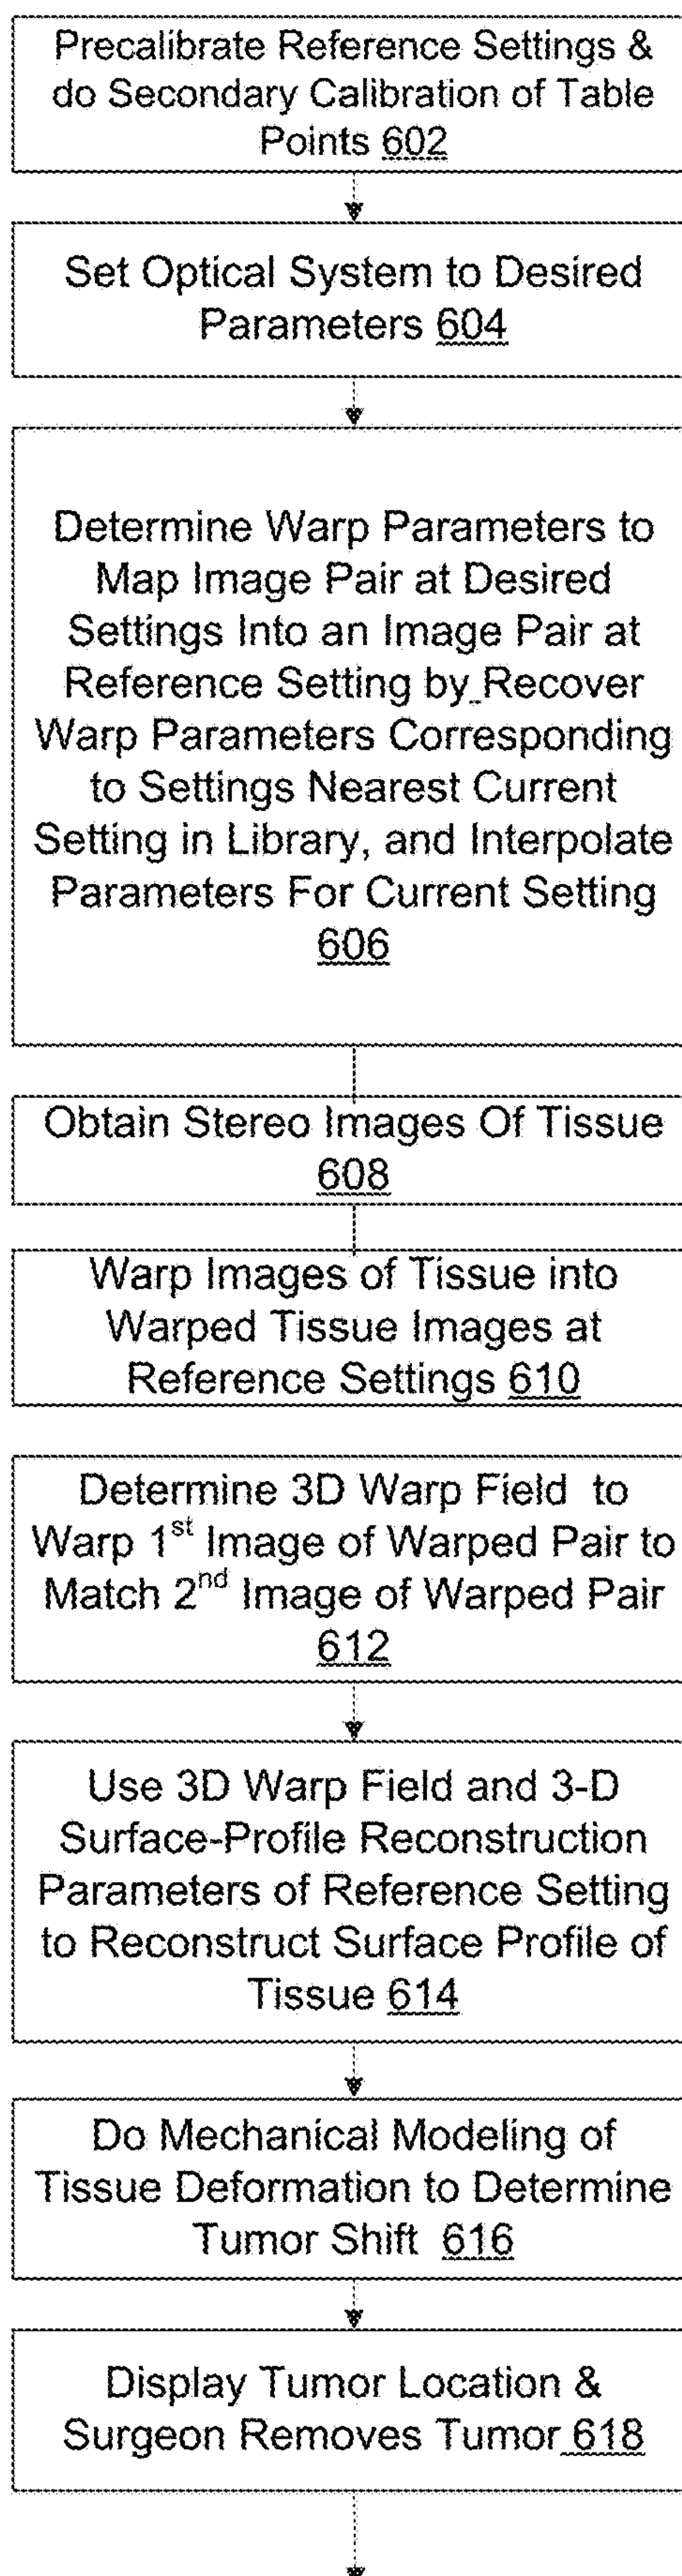 Precalibrate Reference Settings &
do Secondary Calibration of Table
Points 602
Set Optical System to Desired
Parameters 604
Determine Warp Parameters to
Map Image Pair at Desired
Settings Into an Image Pair at
Reference Setting by Recover
Warp Parameters Corresponding
to Settings Nearest Current
Setting in Library, and Interpolate
Parameters For Current Setting
606
Obtain Stereo Images Of Tissue
608
Warp Images of Tissue into
Warped Tissue Images at
Reference Settings 610
Determine 3D Warp Field to
Warp 1st Image of Warped Pair to
Match 2nd Image of Warped Pair
612
Use 3D Warp Field and 3-D
Surface-Profile Reconstruction
Parameters of Reference Setting
to Reconstruct Surface Profile of
Tissue 614
Do Mechanical Modeling of
Tissue Deformation to Determine
Tumor Shift 616
Display Tumor Location &
Surgeon Removes Tumor 618